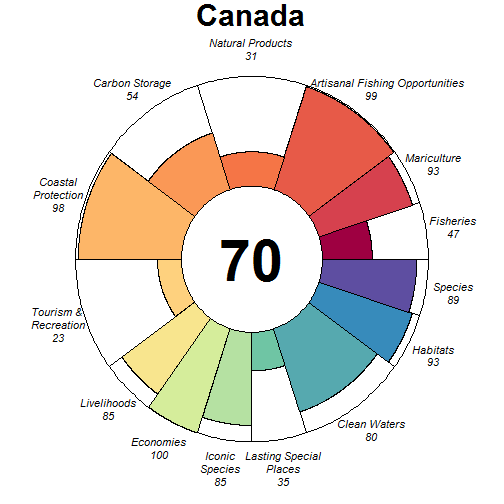 Canada
Natural Products
31
Carbon Storage
54
Artisanal Fishing Opportunities
99
Mariculture
93
Coastal
Protection
98
Fisheries
47
70
Species
89
Tourism &
Recreation
23
Habitats
93
Livelihoods
85
Clean Waters
80
Economies
100
Iconic
Species
85
Lasting Special
Places
35